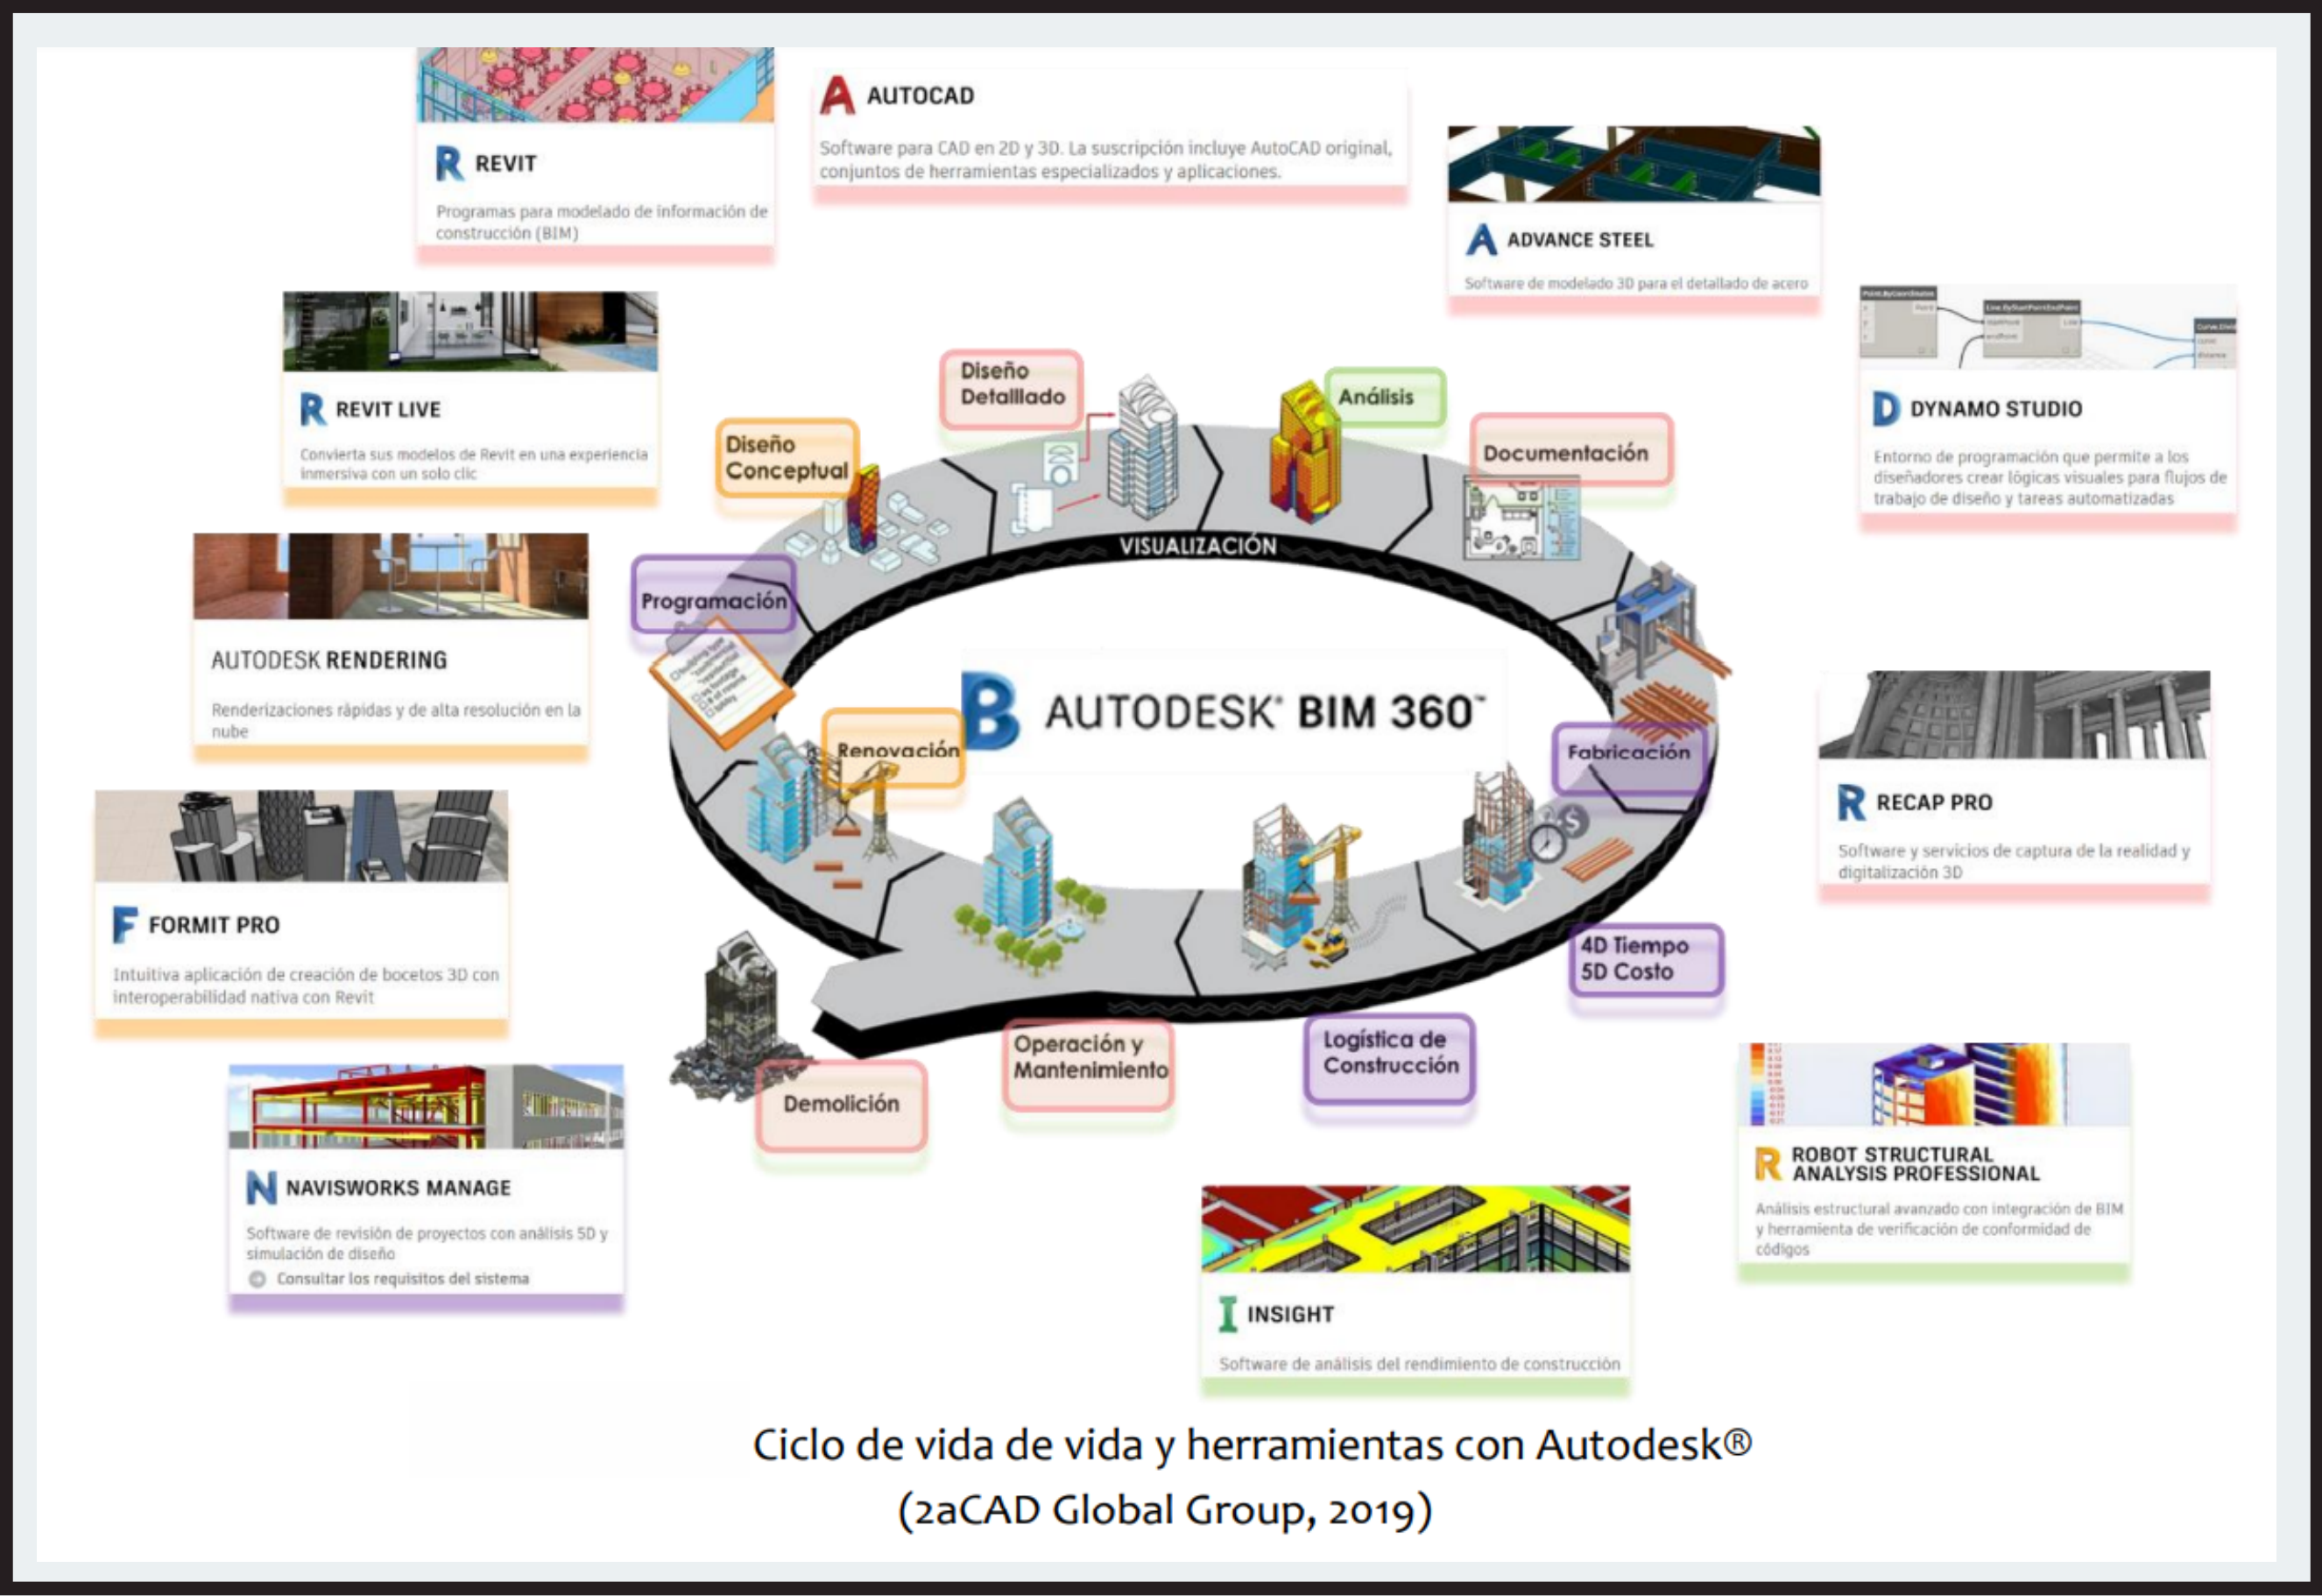 A AUTOCAD
Software para CAD en 2D y 3D. La suscripción incluye AutoCAD original,
conjuntos de herramientas especializados y aplicaciones.
R REVIT
Programas para modelado de información de
construcción (BIM)
A ADVANCE STEEL
Software de modelado 3D para el detallado de acero
R REVIT LIVE
Convierta sus modelos de Revit en una experiencia
inmersiva con un solo clic
D DYNAMO STUDIO
Entorno de programación que permite a los
diseñadores crear lógicas visuales para flujos de
trabajo de diseño y tareas automatizadas
Diseño
Detalllado
Análisis
Diseño
Conceptual
Documentación
VISUALIZACIÓN
Programación
AUTODESK RENDERING
Renderizaciones rápidas y de alta resolución en la
nube
B AUTODESK® BIM 360™
Renovación
Fabricación
R RECAP PRO
Software y servicios de captura de la realidad y
digitalización 3D
F FORMIT PRO
Intuitiva aplicación de creación de bocetos 3D con
interoperabilidad nativa con Revit
4D Tiempo
5D Costo
Logística de
Construcción
Operación y
Mantenimiento
Demolición
N NAVISWORKS MANAGE
Software de revisión de proyectos con análisis 5D y
simulación de diseño
Consultar los requisitos del sistema
R ROBOT STRUCTURAL
ANALYSIS PROFESSIONAL
Análisis estructural avanzado con integración de BIM
y herramienta de verificación de conformidad de
códigos
I INSIGHT
Software de análisis del rendimiento de construcción
Ciclo de vida de vida y herramientas con Autodesk®
(2aCAD Global Group, 2019)